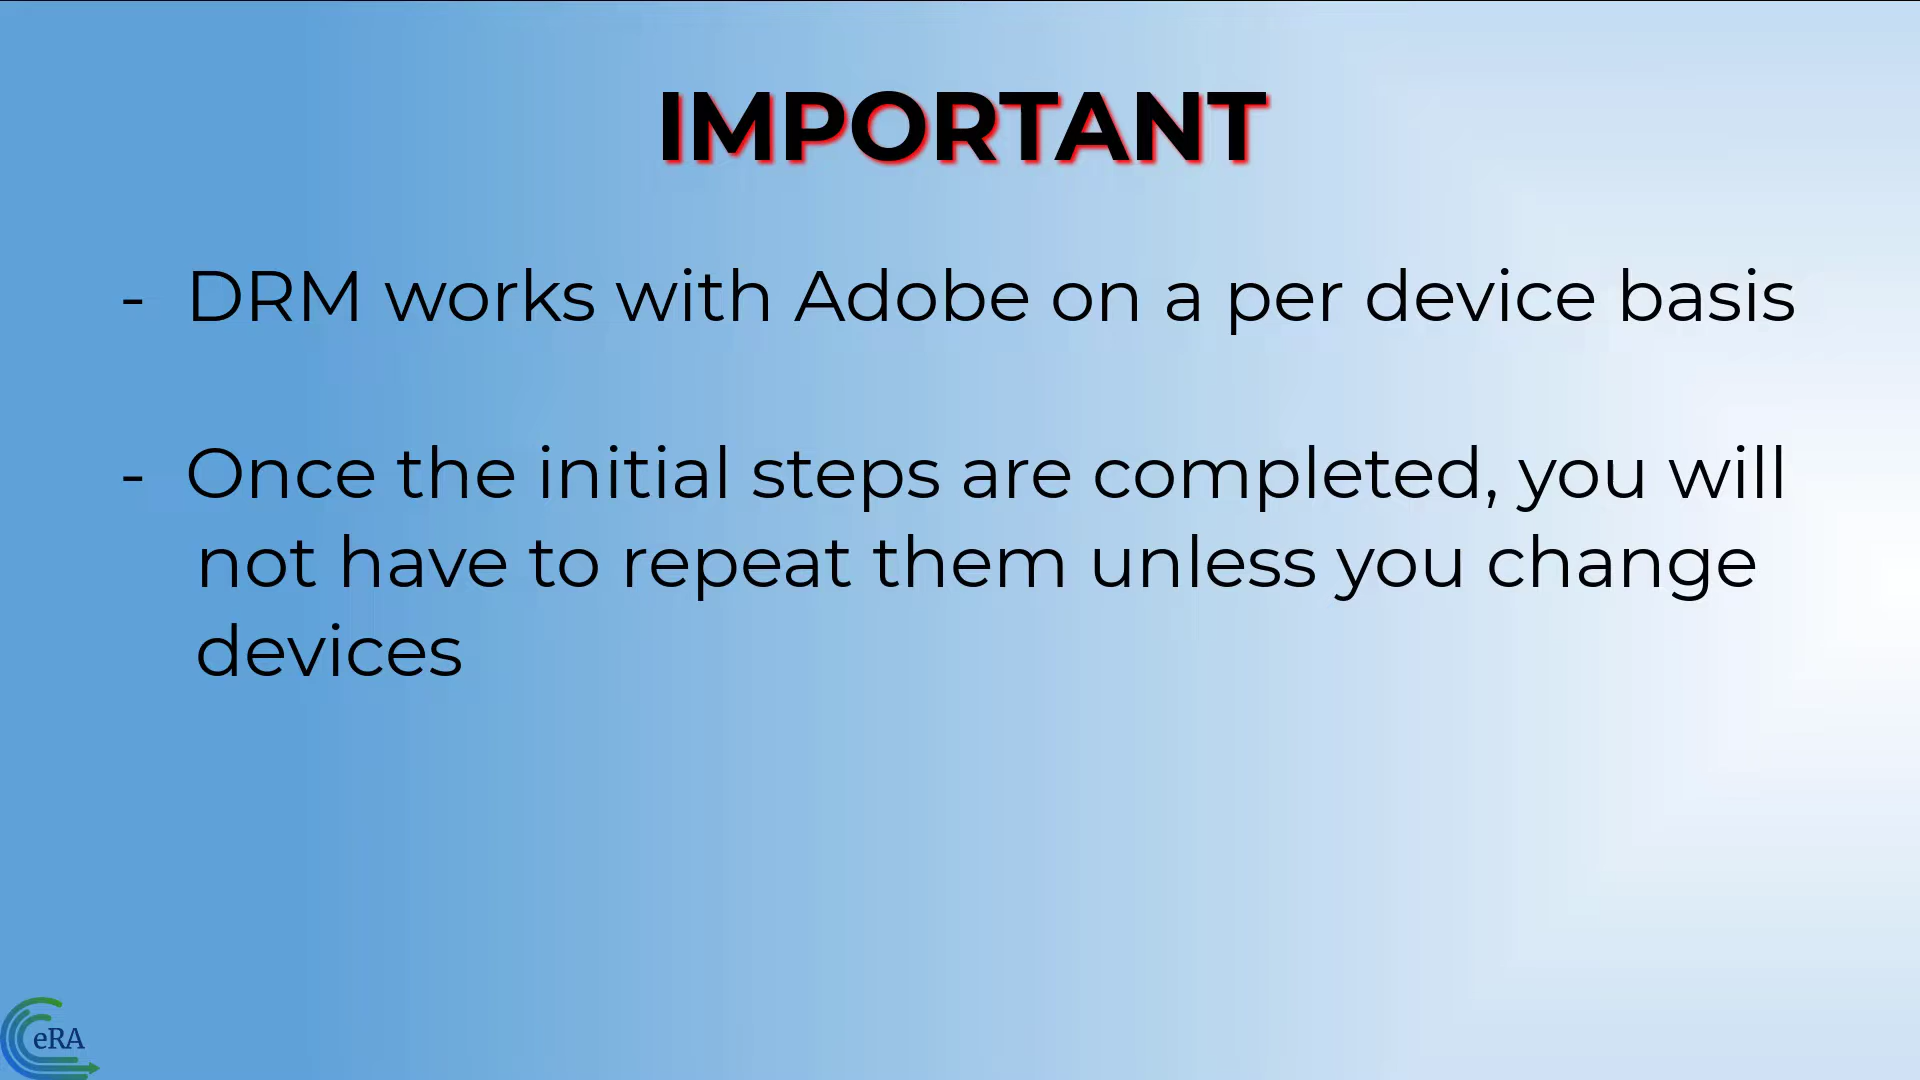 IMPORTANT
- DRM works with Adobe on a per device basis
- Once the initial steps are completed, you will
not have to repeat them unless you change
devices
eRA